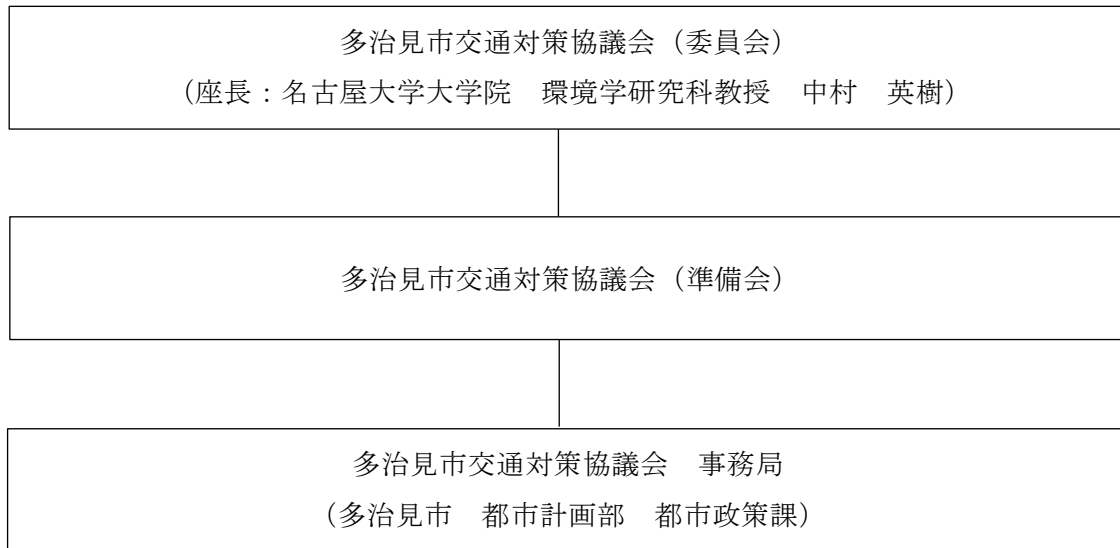 多治見市交通対策協議会（委員会）
（座長：名古屋大学大学院　環境学研究科教授　中村　英樹）
多治見市交通対策協議会（準備会）
多治見市交通対策協議会　事務局
（多治見市　都市計画部　都市政策課）